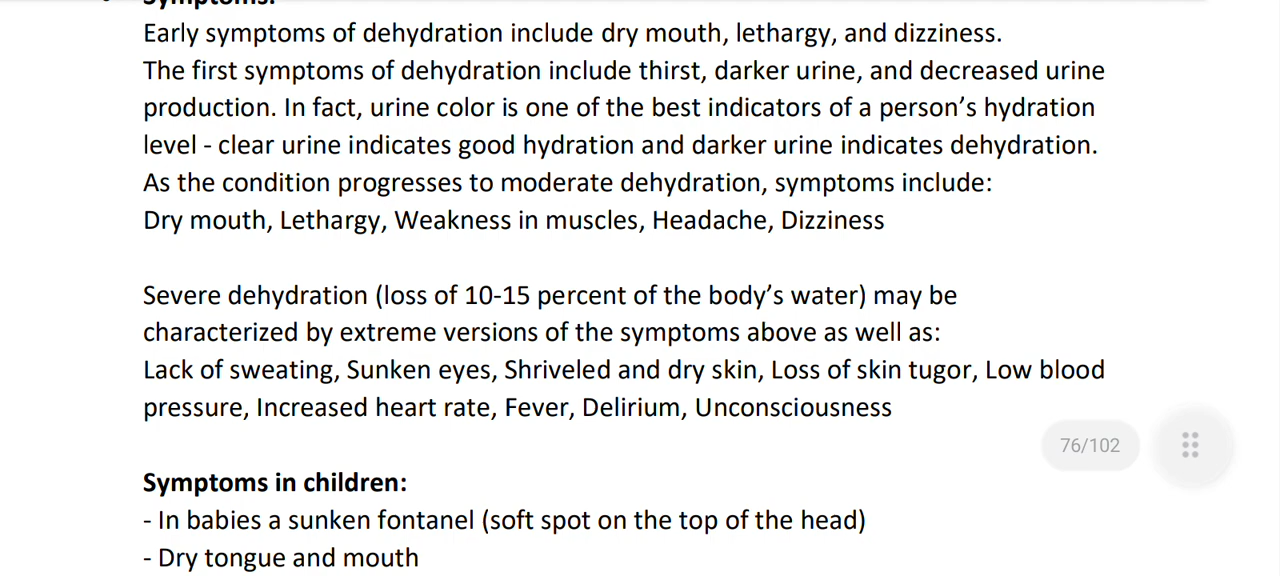 Symptoms:
Early symptoms of dehydration include dry mouth, lethargy, and dizziness.
The first symptoms of dehydration include thirst, darker urine, and decreased urine
production. In fact, urine color is one of the best indicators of a person’s hydration
level - clear urine indicates good hydration and darker urine indicates dehydration.
As the condition progresses to moderate dehydration, symptoms include:
Dry mouth, Lethargy, Weakness in muscles, Headache, Dizziness
Severe dehydration (loss of 10-15 percent of the body’s water) may be
characterized by extreme versions of the symptoms above as well as:
Lack of sweating, Sunken eyes, Shriveled and dry skin, Loss of skin tugor, Low blood
pressure, Increased heart rate, Fever, Delirium, Unconsciousness
76/102
Symptoms in children:
- In babies a sunken fontanel (soft spot on the top of the head)
- Dry tongue and mouth